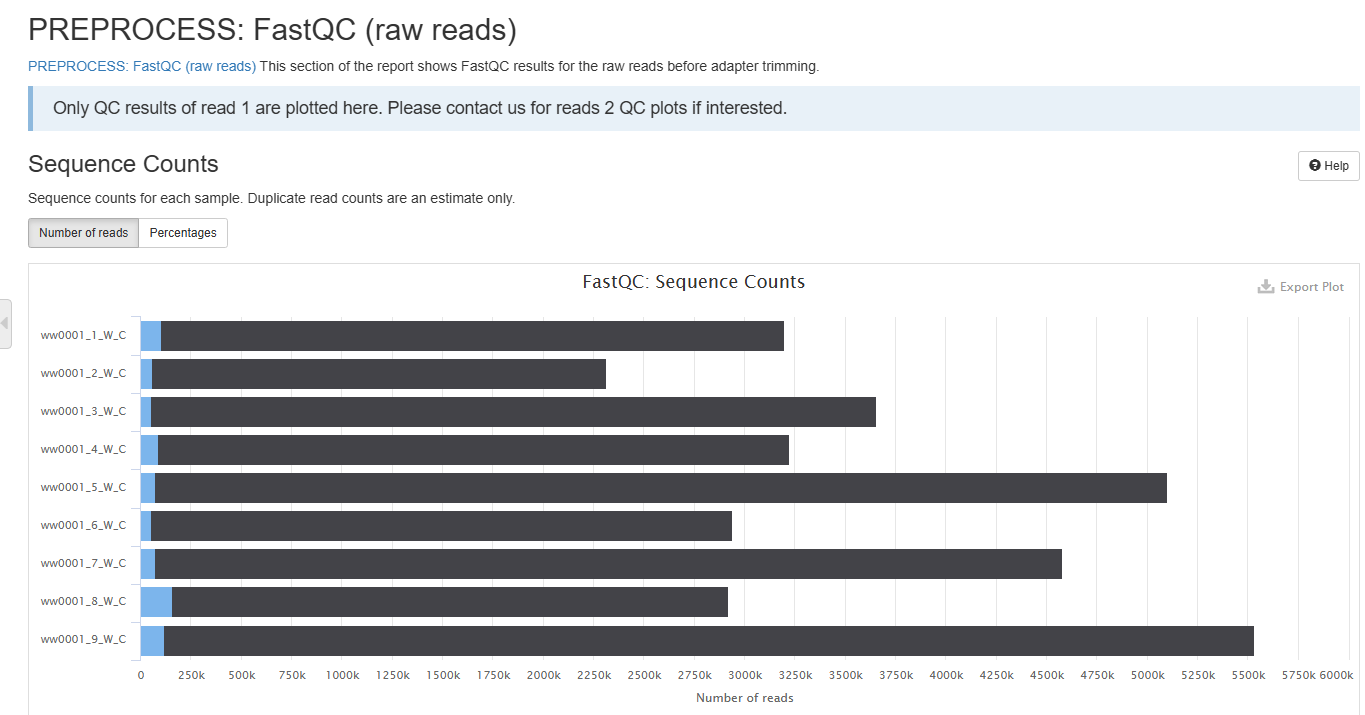 PREPROCESS: FastQC (raw reads)
PREPROCESS: FastQC (raw reads) This section of the report shows FastQC results for the raw reads before adapter trimming.
Only QC results of read 1 are plotted here. Please contact us for reads 2 QC plots if interested.
Sequence Counts
Help
Sequence counts for each sample. Duplicate read counts are an estimate only.
Number of reads Percentages
FastQC: Sequence Counts
Export Plot
ww0001_1_W_C
ww0001_2_W_C
ww0001_3_W_C
ww0001_4_W_C
ww0001_5_W_C
ww0001_6_W_C
ww0001_7_W_C
ww0001_8_W_C
ww0001_9_W_C
0 250k 500k 750k 1000k 1250k 1500k 1750k 2000k 2250k 2500k 2750k 3000k 3250k 3500k 3750k 4000k 4250k 4500k 4750k 5000k 5250k 5500k 5750k 6000k
Number of reads